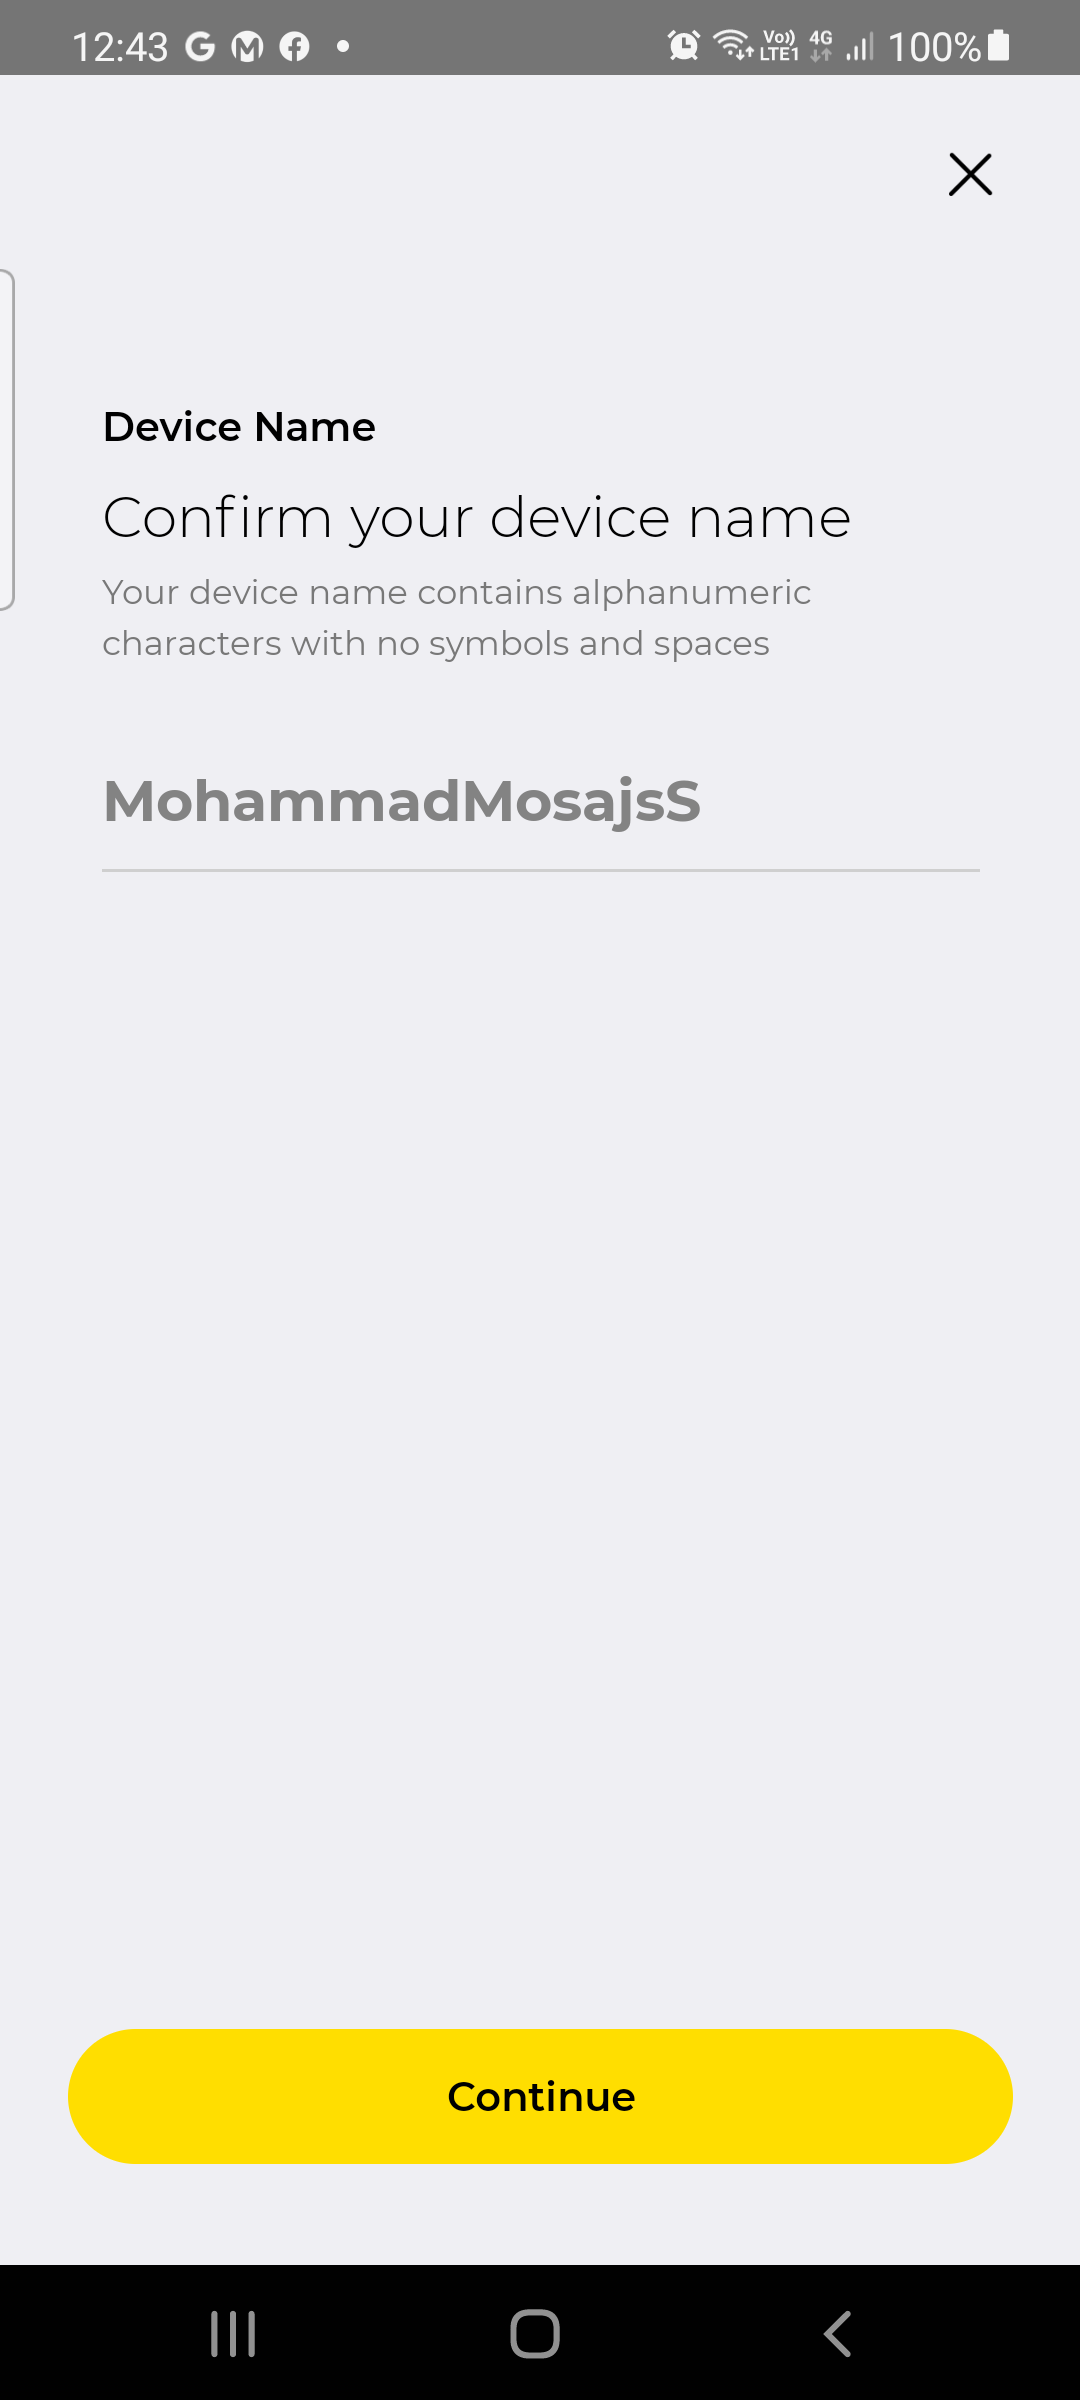 12:43
Vo)) LTE1 4G 100%
Device Name
Confirm your device name
Your device name contains alphanumeric
characters with no symbols and spaces
MohammadMosajsS
Continue